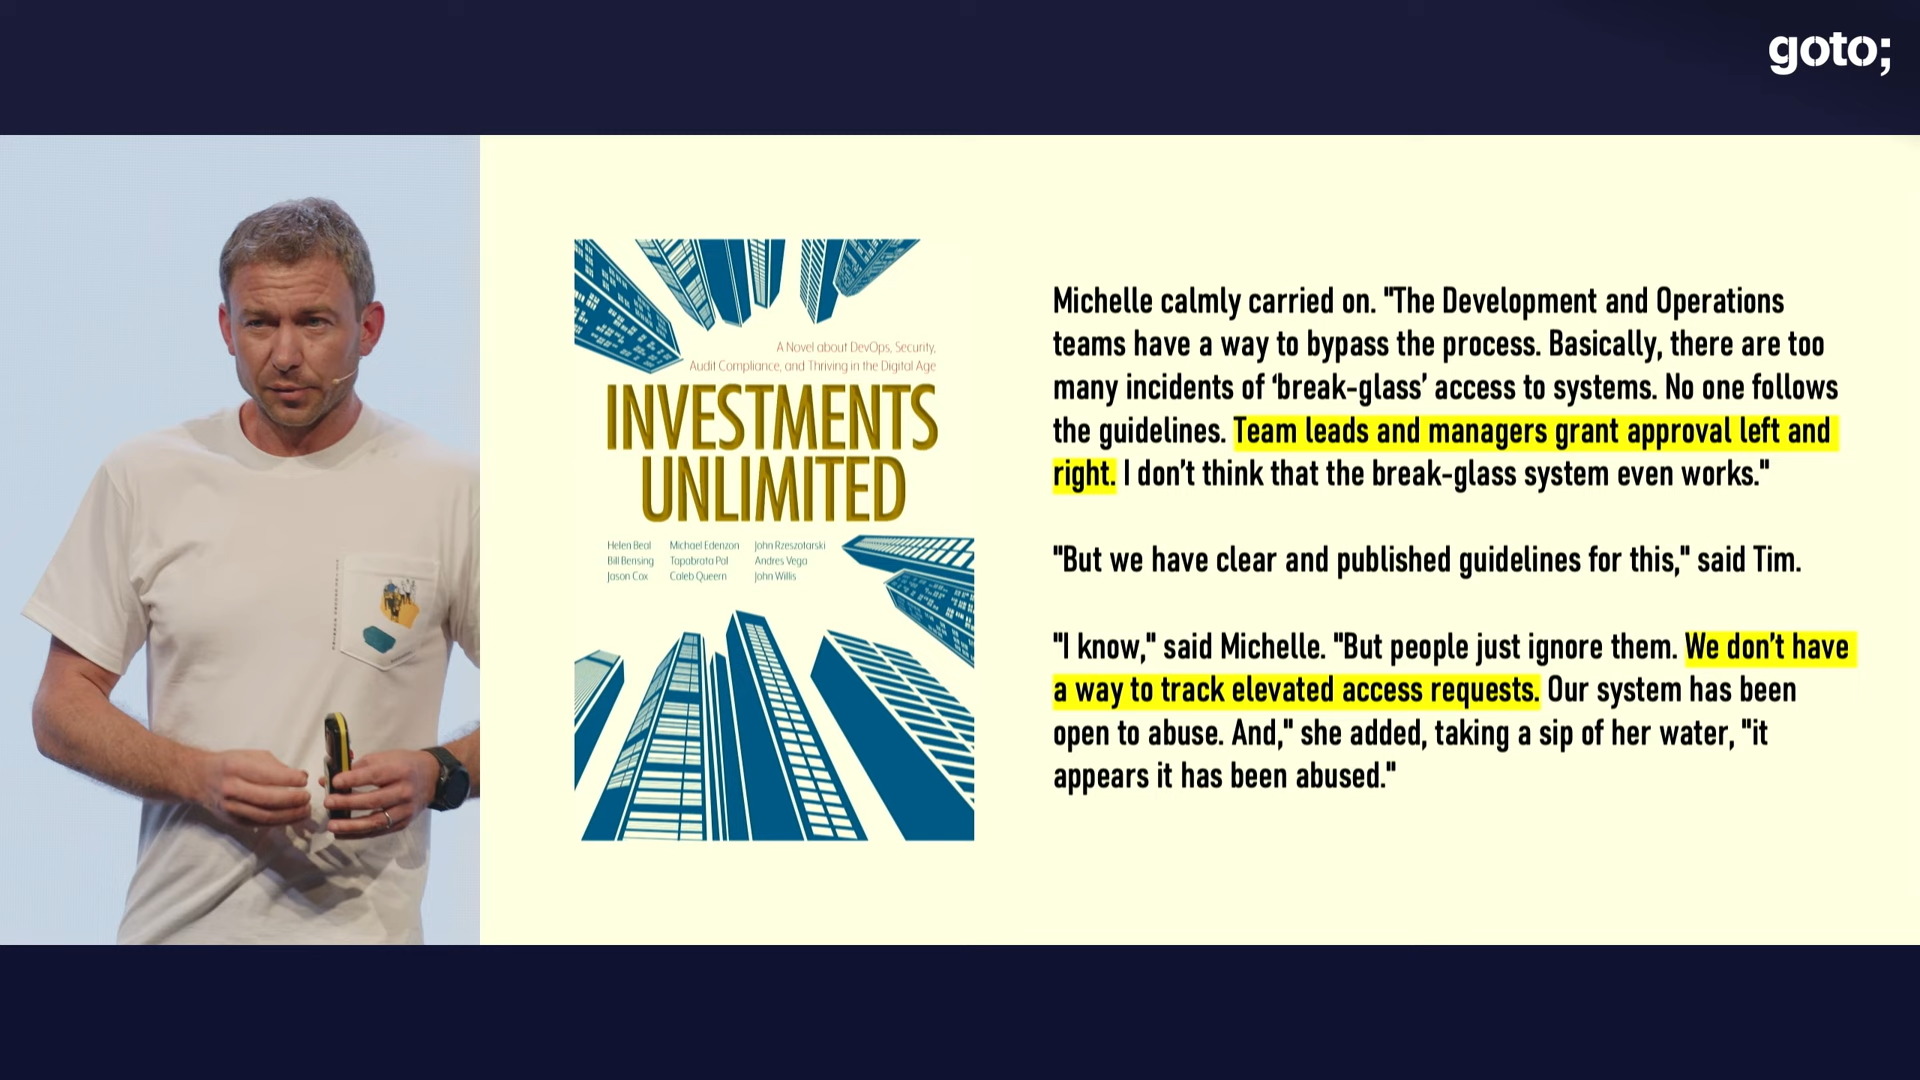 goto;
A Novel about DevOps, Security,
Audit Compliance, and Thriving in the Digital Age
INVESTMENTS
UNLIMITED
Helen Beal Michael Edenzon John Rzeszotarski
Bill Bensing Topo Pal Andres Vega
Jason Cox Caleb Queern John Willis
Michelle calmly carried on. "The Development and Operations
teams have a way to bypass the process. Basically, there are too
many incidents of ‘break-glass’ access to systems. No one follows
the guidelines. Team leads and managers grant approval left and
right. I don’t think that the break-glass system even works."
"But we have clear and published guidelines for this," said Tim.
"I know," said Michelle. "But people just ignore them. We don’t have
a way to track elevated access requests. Our system has been
open to abuse. And," she added, taking a sip of her water, "it
appears it has been abused."